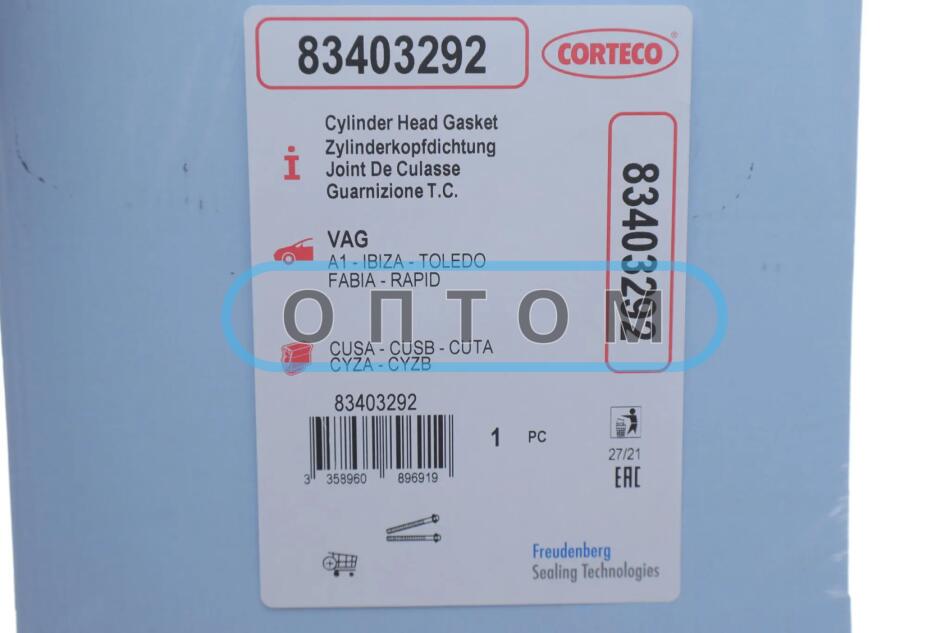 83403292
CORTECO®
Cylinder Head Gasket
Zylinderkopfdichtung
Joint De Culasse
Guarnizione T.C.
83403292
VAG
A1 - IBIZA - TOLEDO
FABIA - RAPID
ОПТОМ
CUSA - CUSB - CUTA
CYZA - CYZB
83403292
3 358960 896919
1 PC
27/21
EAC
Freudenberg
Sealing Technologies